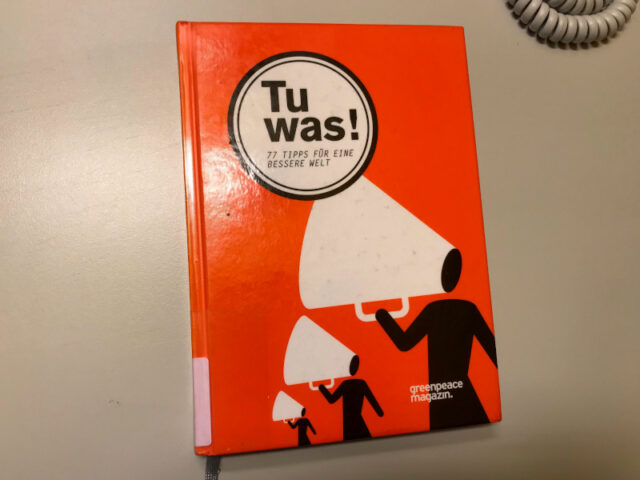 Tu
was!
77 TIPPS FÜR EINE
BESSERE WELT
greenpeace
magazin.